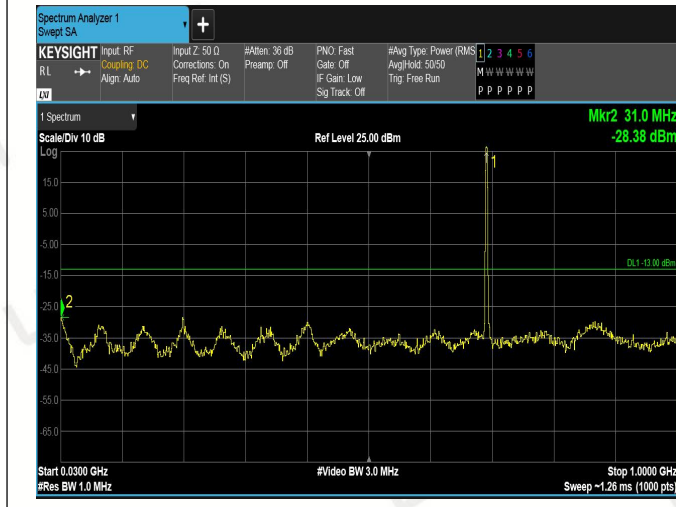 Spectrum Analyzer 1
Swept SA
+
KEYSIGHT
RL
LXI
Input: RF
Coupling: DC
Align: Auto
Input Z: 50 Ω
Corrections: On
Freq Ref: Int (S)
#Atten: 36 dB
Preamp: Off
PNO: Fast
Gate: Off
IF Gain: Low
Sig Track: Off
#Avg Type: Power (RMS
Avg|Hold: 50/50
Trig: Free Run
1 2 3 4 5 6
M W W W W W
P P P P P P
1 Spectrum
Mkr2 31.0 MHz
Scale/Div 10 dB
Ref Level 25.00 dBm
-28.38 dBm
Log
1
15.0
5.00
-5.00
DL1 -13.00 dBm
-15.0
-25.0
2
-35.0
-45.0
-55.0
-65.0
Start 0.0300 GHz
#Video BW 3.0 MHz
Stop 1.0000 GHz
#Res BW 1.0 MHz
Sweep ~1.26 ms (1000 pts)